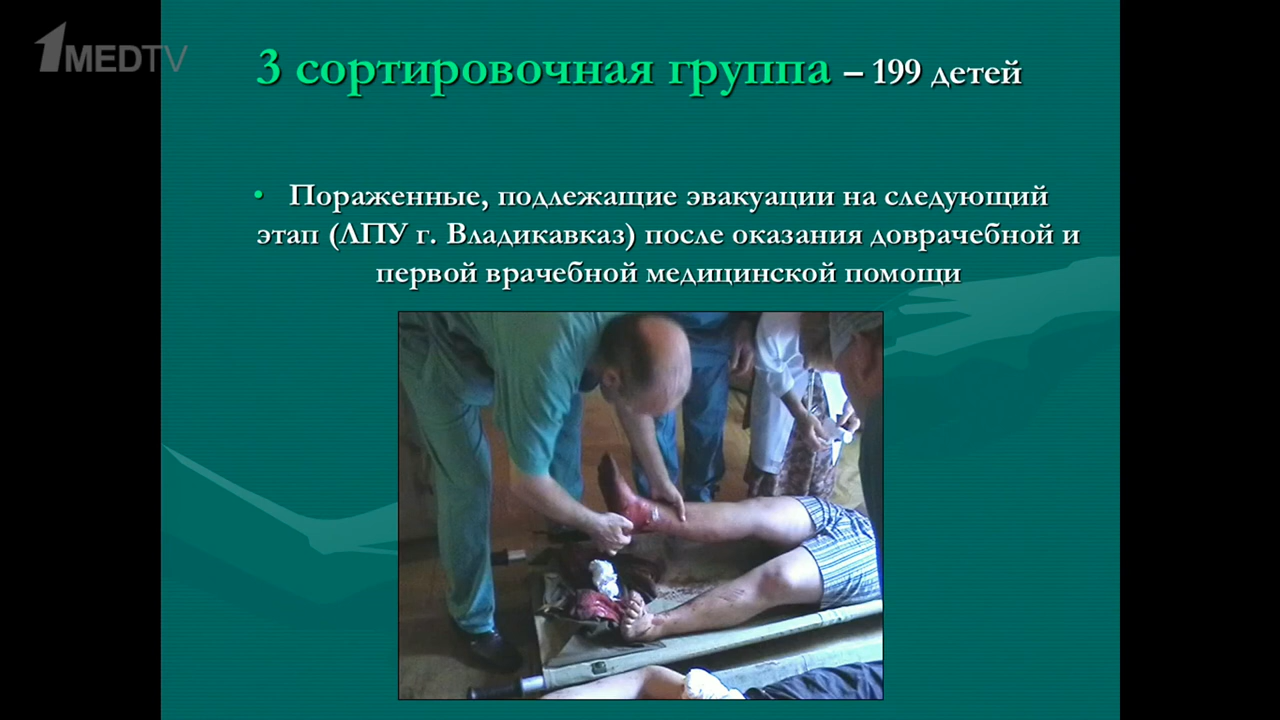 1MEDTV
3 сортировочная группа – 199 детей
• Пораженные, подлежащие эвакуации на следующий
этап (ЛПУ г. Владикавказ) после оказания доврачебной и
первой врачебной медицинской помощи